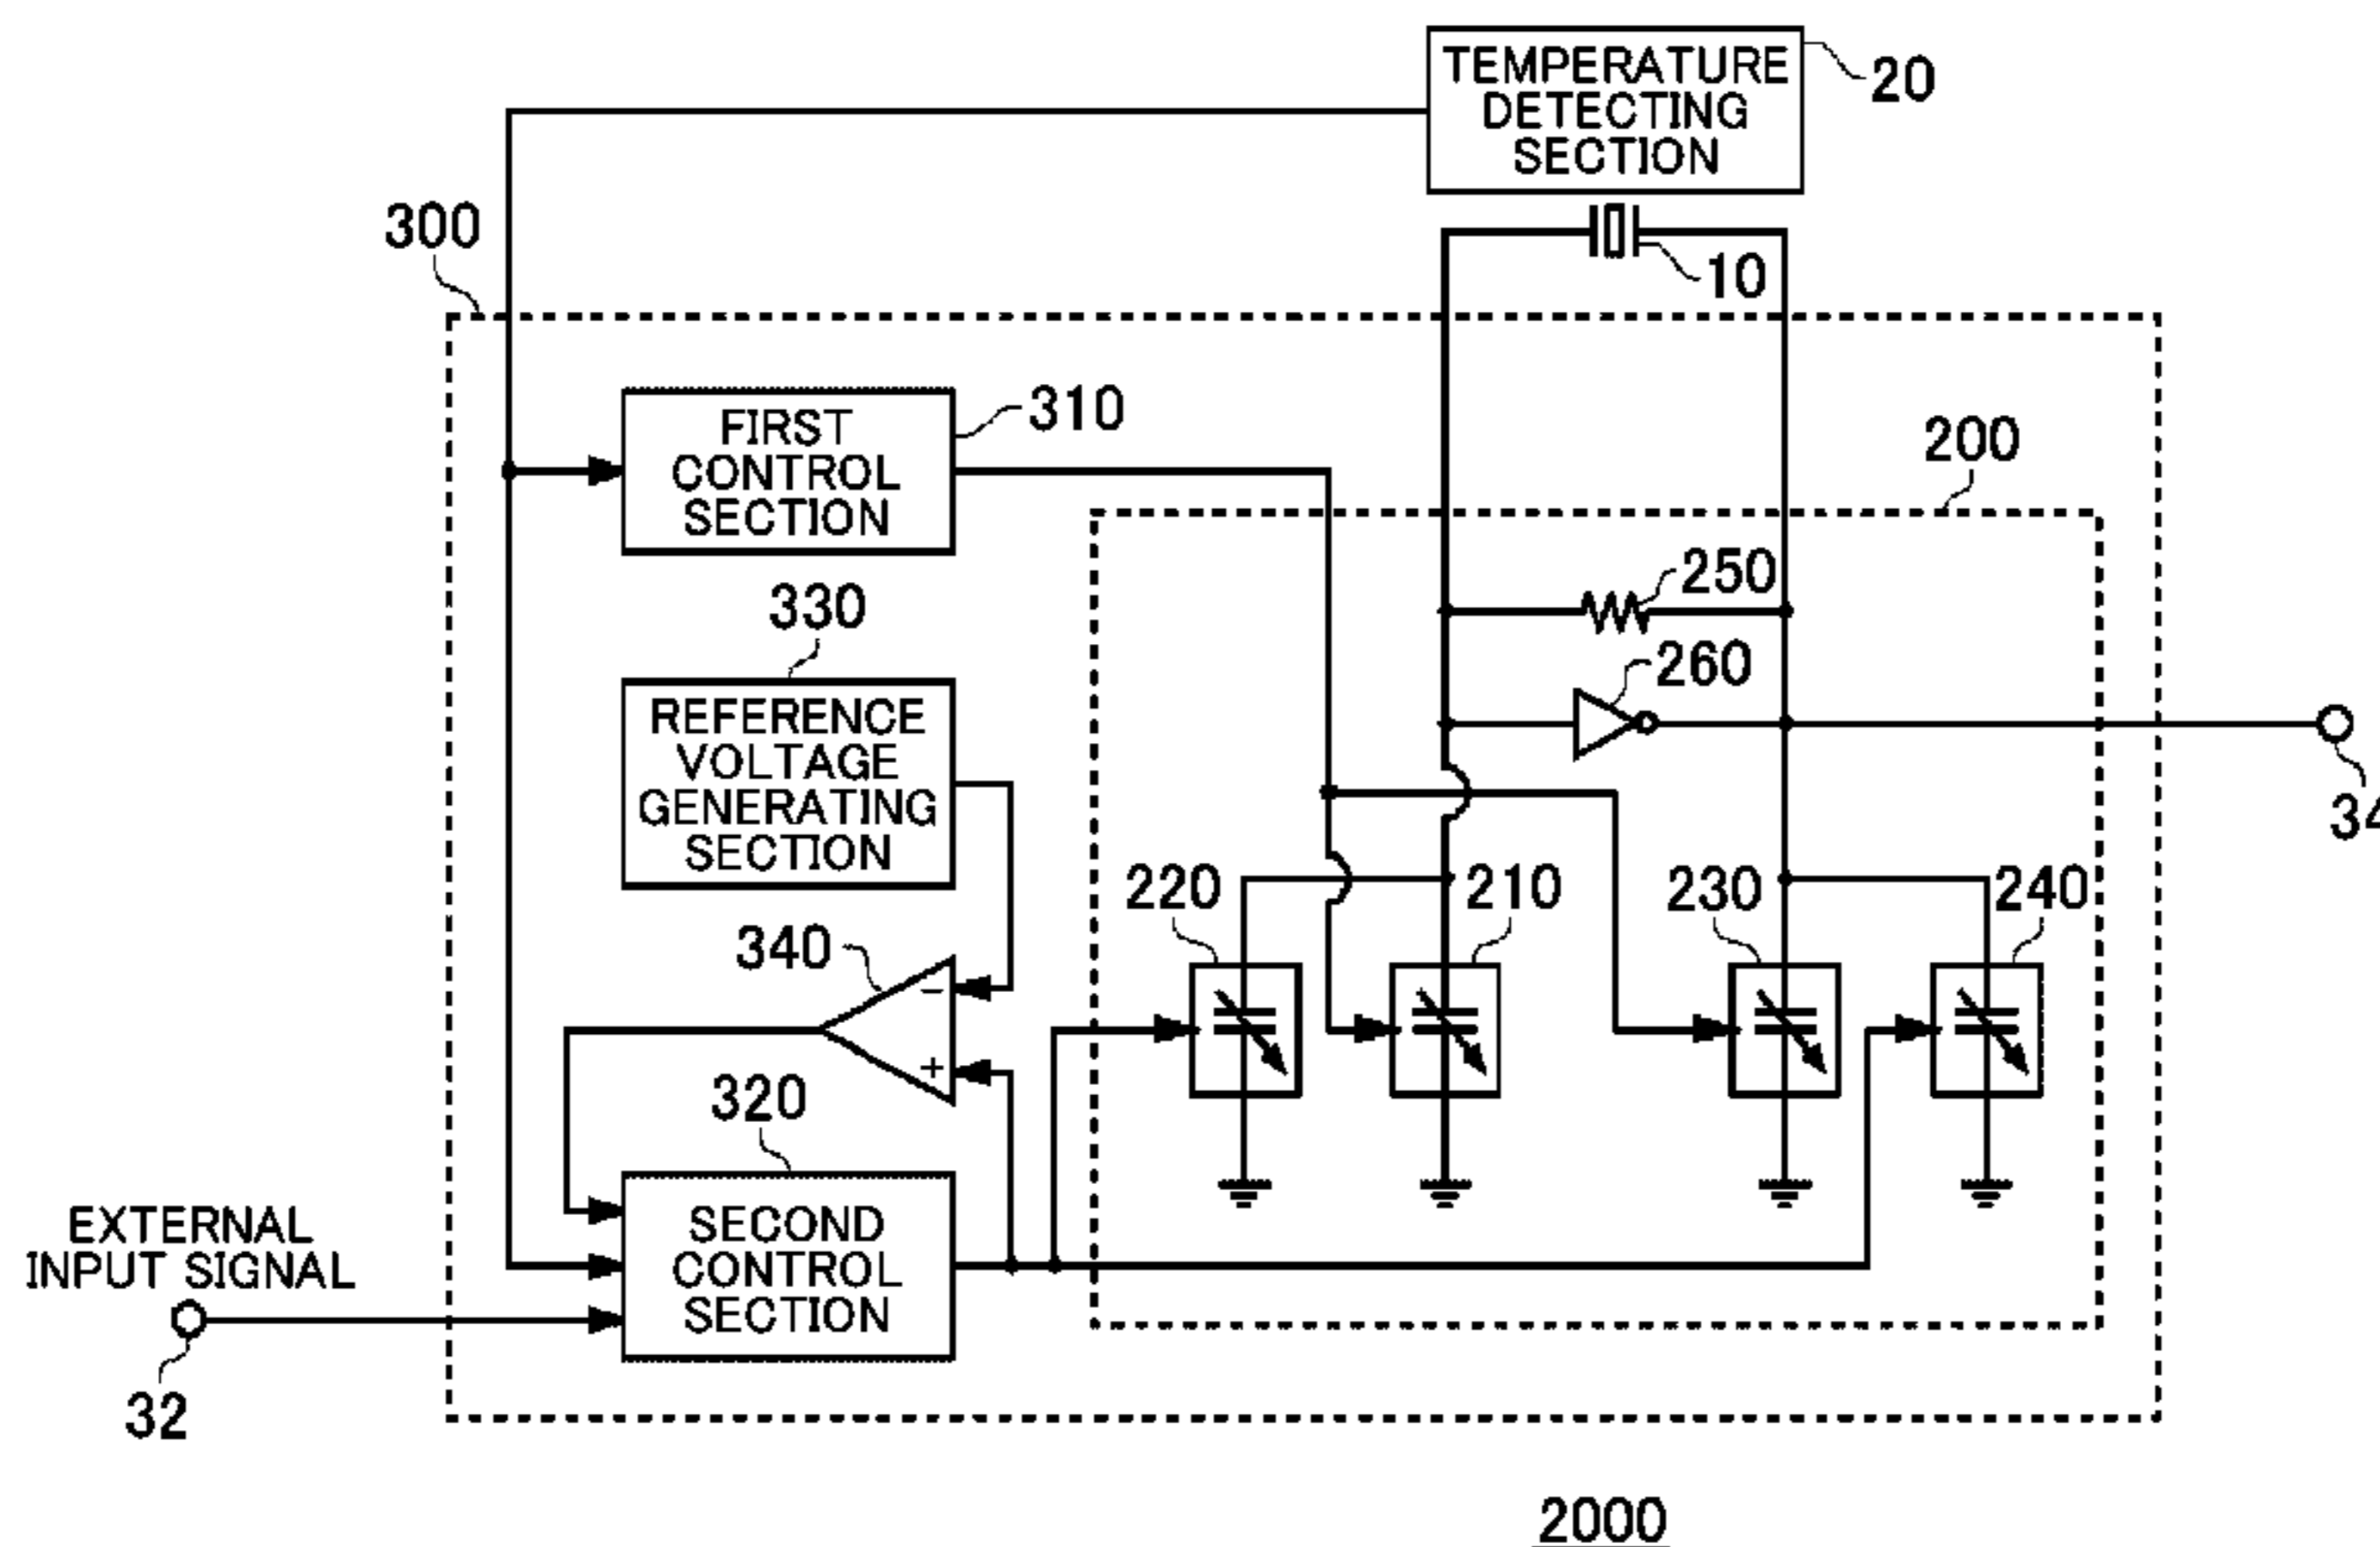 TEMPERATURE
DETECTING
SECTION
20
10
300
FIRST
CONTROL
SECTION
310
200
250
330
REFERENCE
VOLTAGE
GENERATING
SECTION
260
34
220
210
230
240
340
−
+
320
SECOND
CONTROL
SECTION
EXTERNAL
INPUT SIGNAL
32
2000